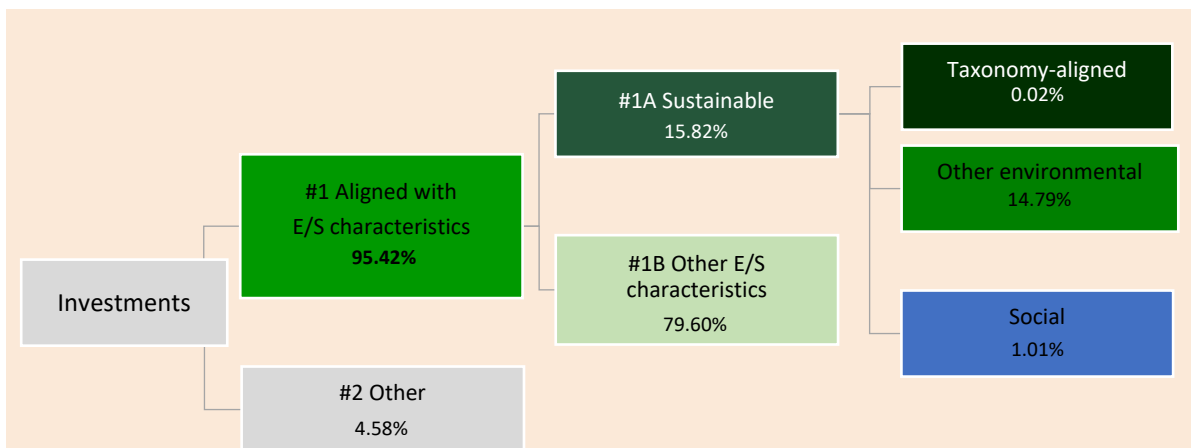 Investments
#1 Aligned with
E/S characteristics
95.42%
#2 Other
4.58%
#1A Sustainable
15.82%
#1B Other E/S
characteristics
79.60%
Taxonomy-aligned
0.02%
Other environmental
14.79%
Social
1.01%